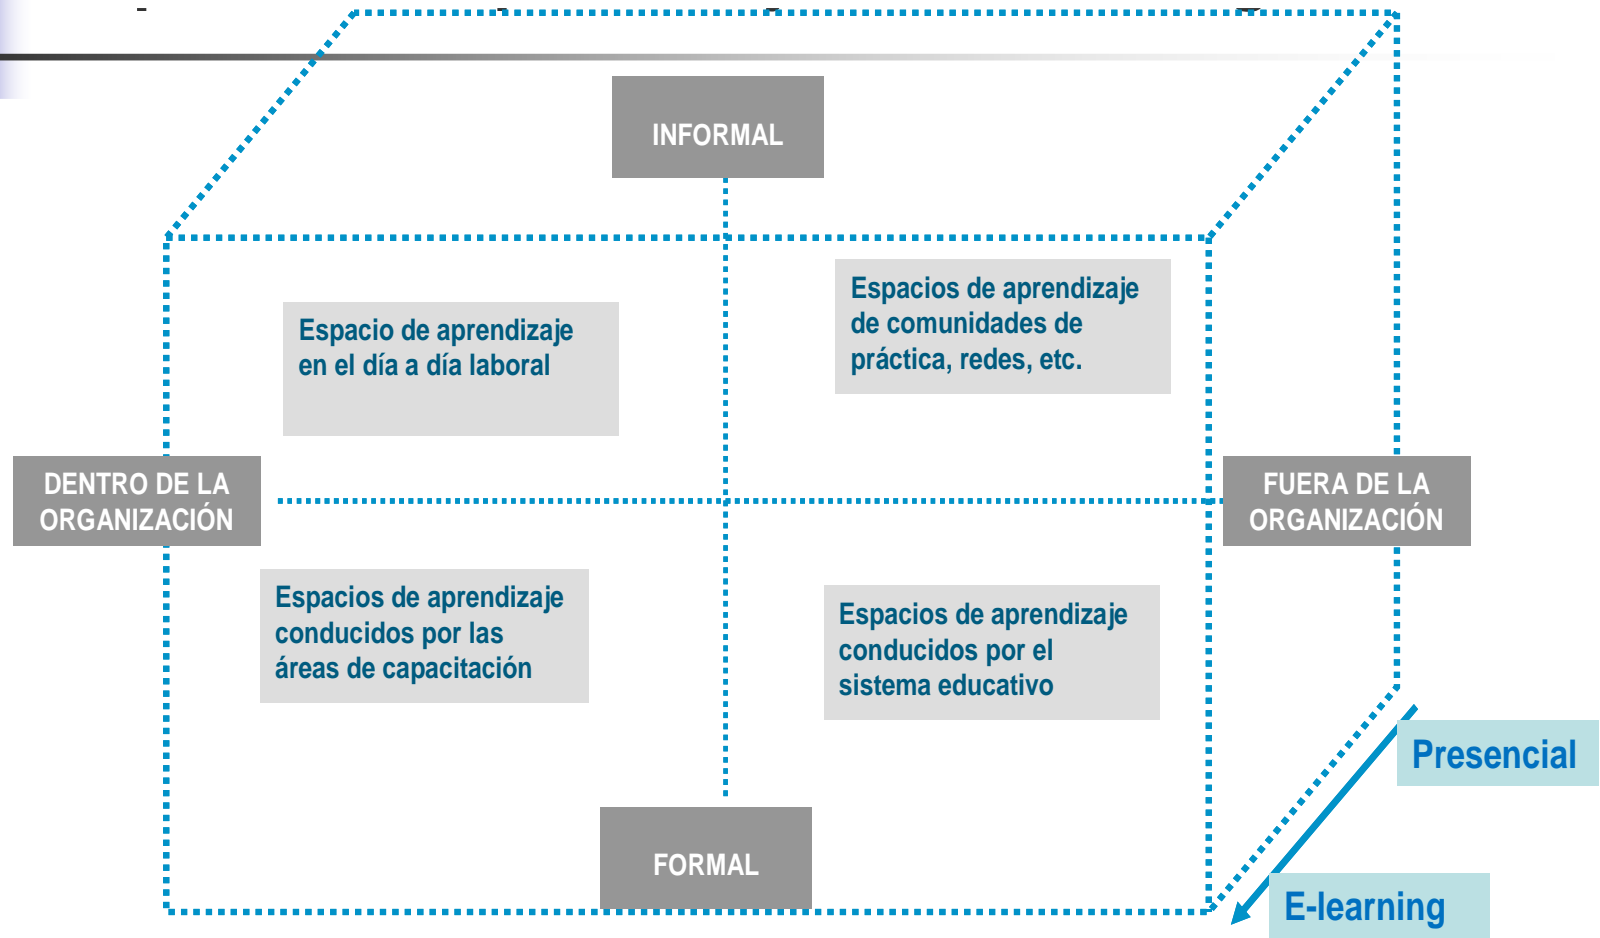 INFORMAL
Espacio de aprendizaje
en el día a día laboral
Espacios de aprendizaje
de comunidades de
práctica, redes, etc.
DENTRO DE LA
ORGANIZACIÓN
FUERA DE LA
ORGANIZACIÓN
Espacios de aprendizaje
conducidos por las
áreas de capacitación
Espacios de aprendizaje
conducidos por el
sistema educativo
Presencial
FORMAL
E-learning